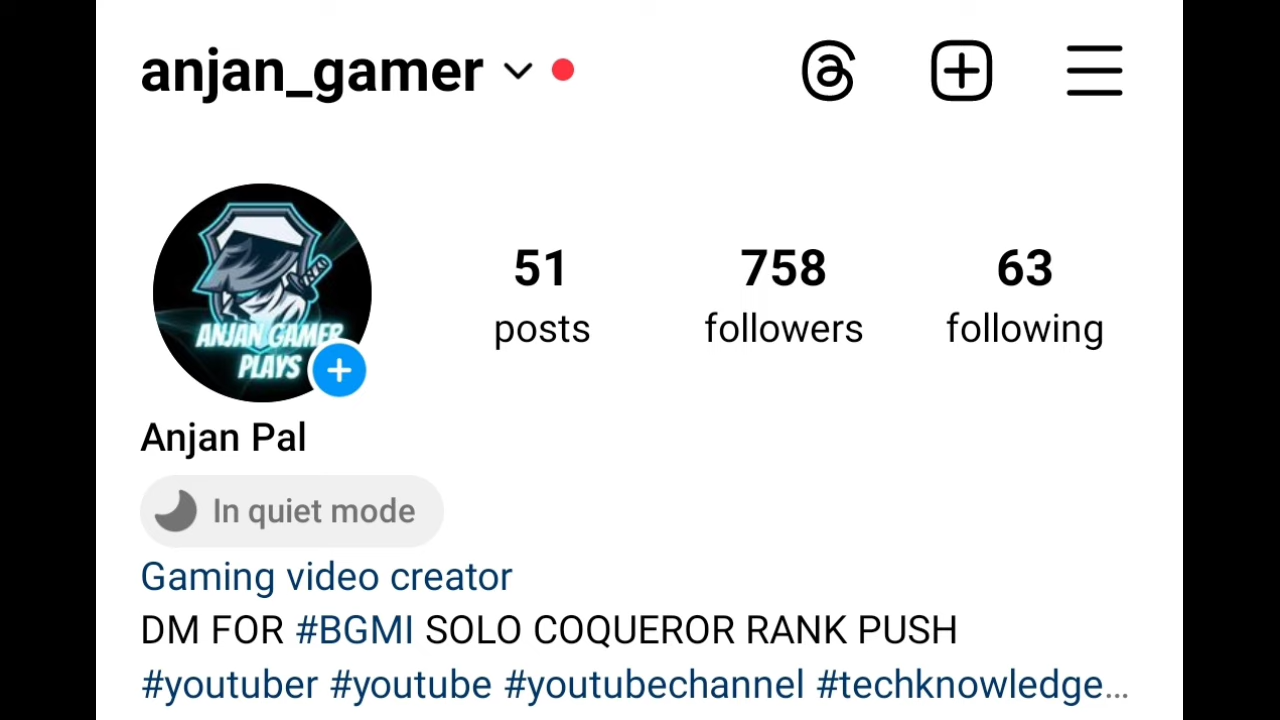 anjan_gamer
51 758 63
posts followers following
ANJAN GAMER
PLAYS
Anjan Pal
In quiet mode
Gaming video creator
DM FOR #BGMI SOLO COQUEROR RANK PUSH
#youtuber #youtube #youtubechannel #techknowledge...